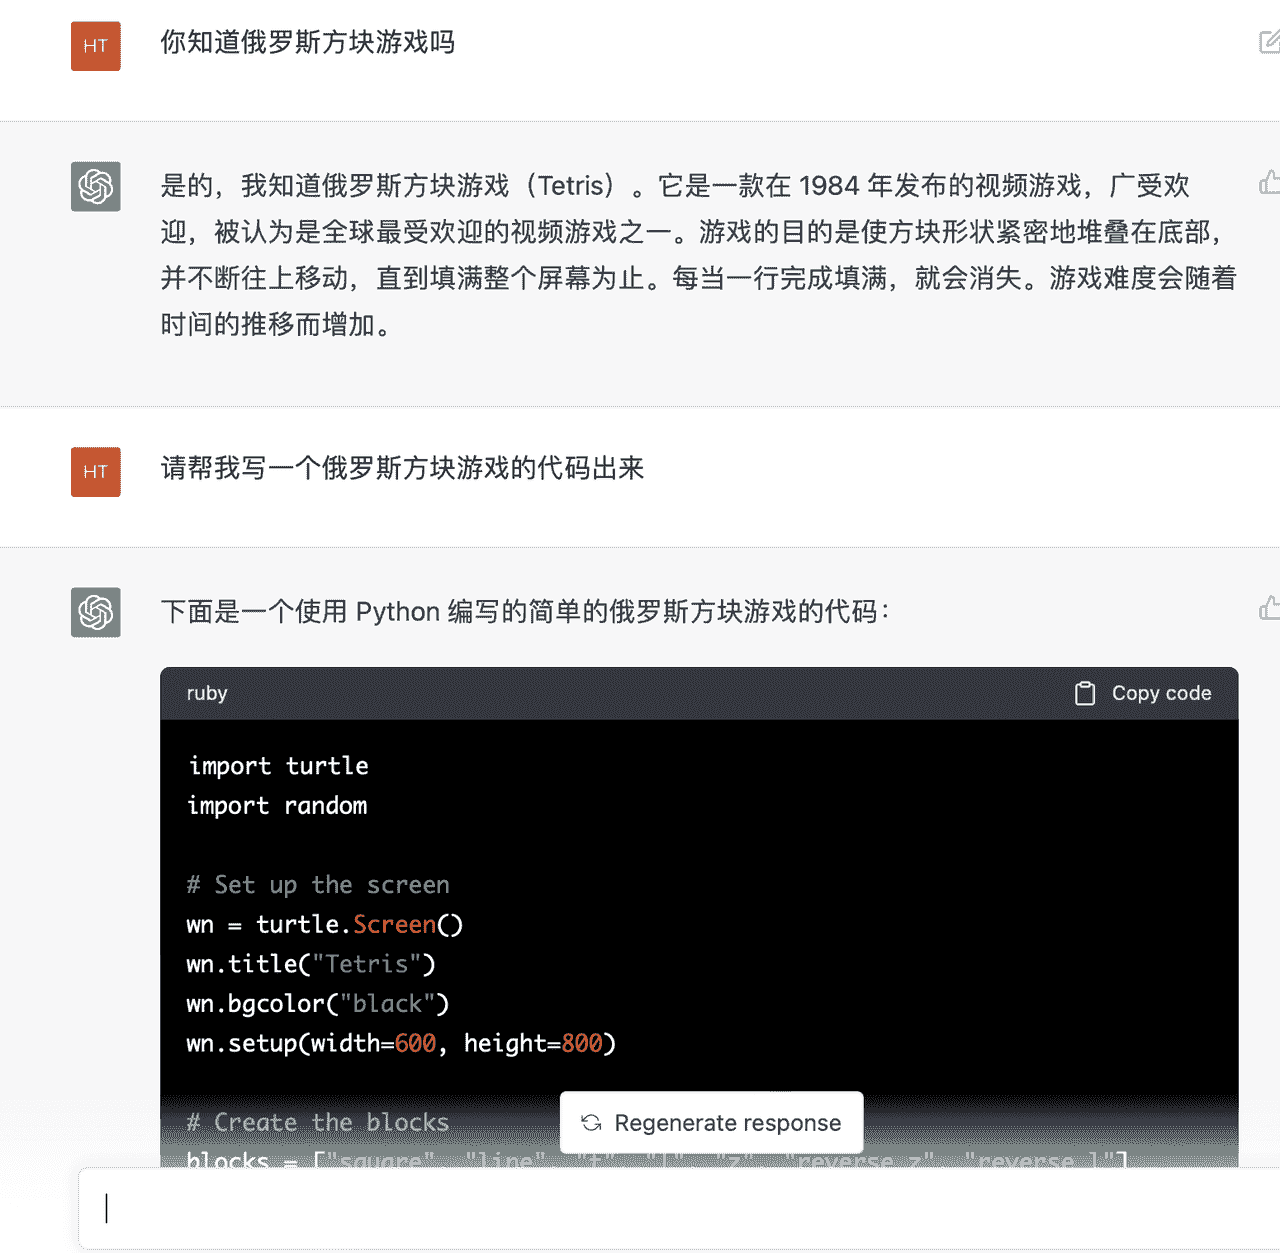 HT
你知道俄罗斯方块游戏吗
是的，我知道俄罗斯方块游戏（Tetris）。它是一款在 1984 年发布的视频游戏，广受欢
迎，被认为是全球最受欢迎的视频游戏之一。游戏的目的是使方块形状紧密地堆叠在底部，
并不断往上移动，直到填满整个屏幕为止。每当一行完成填满，就会消失。游戏难度会随着
时间的推移而增加。
HT
请帮我写一个俄罗斯方块游戏的代码出来
下面是一个使用 Python 编写的简单的俄罗斯方块游戏的代码：
ruby
Copy code
import turtle
import random
# Set up the screen
wn = turtle.Screen()
wn.title("Tetris")
wn.bgcolor("black")
wn.setup(width=600, height=800)
# Create the blocks
Regenerate response
blocks = ["square", "line", "t", "l", "z", "reverse_z", "reverse_l"]